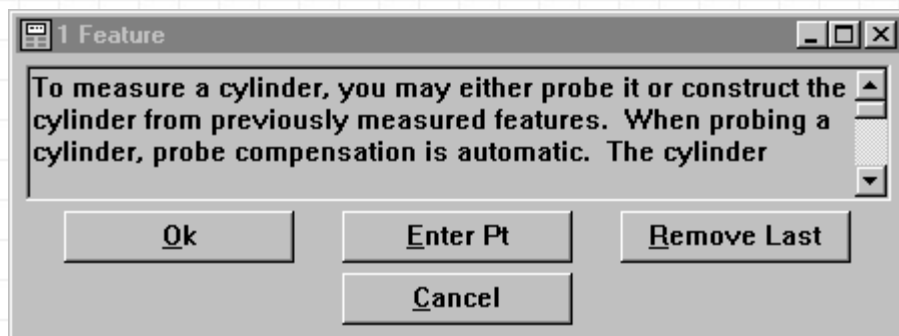 1 Feature
To measure a cylinder, you may either probe it or construct the
cylinder from previously measured features.  When probing a
cylinder, probe compensation is automatic.  The cylinder
Ok Enter Pt Remove Last
Cancel